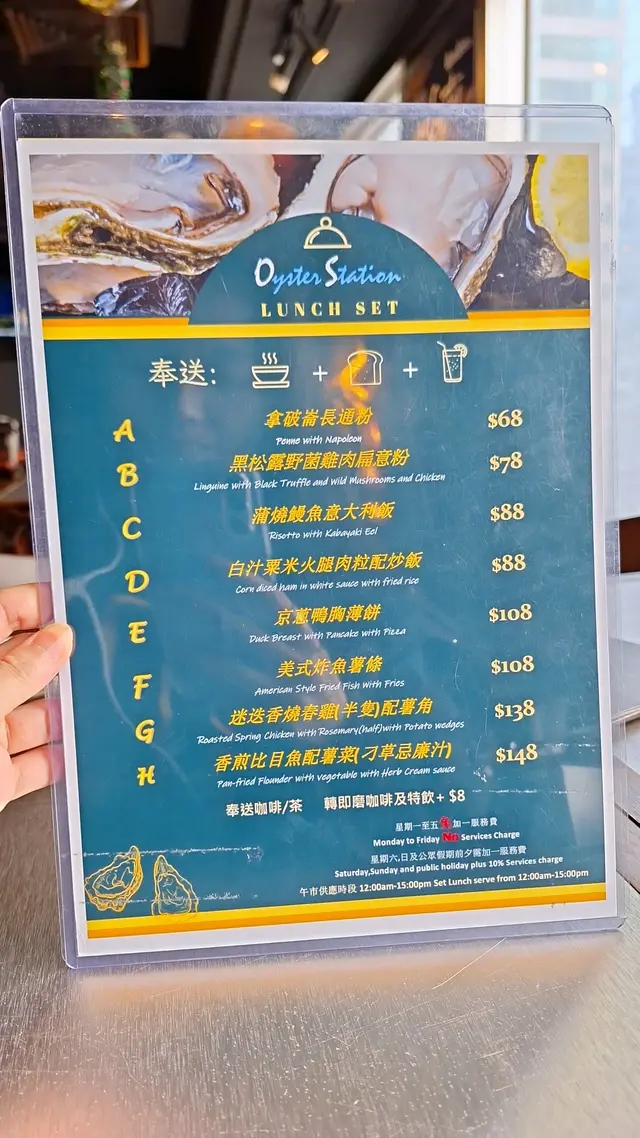 Oyster Station
LUNCH SET
奉送: + +
A 拿破崙長通粉 $68
Penne with Napoleon
B 黑松露野菌雞肉扁意粉 $78
Linguine with Black Truffle and Wild Mushrooms and Chicken
C 蒲燒鰻魚意大利飯 $88
Risotto with Kabayaki Eel
D 白汁粟米火腿肉粒配炒飯 $88
Corn diced ham in white sauce with fried rice
E 京蔥鴨胸薄餅 $108
Duck Breast with Pancake with Pizza
F 美式炸魚薯條 $108
American Style Fried Fish With Fries
G 迷迭香燒春雞(半隻)配薯角 $138
Roasted Spring Chicken with Rosemary(half)with Potato wedges
H 香煎比目魚配薯菜(刁草忌廉汁) $148
Pan-fried Flounder with vegetable with Herb Cream sauce
奉送咖啡/茶 轉即磨咖啡及特飲+ $8
星期一至五免加一服務費
Monday to Friday No Services Charge
星期六,日及公眾假期前夕需加一服務費
Saturday,Sunday and public holiday plus 10% Services charge
午市供應時段 12:00am-15:00pm Set Lunch serve from 12:00am-15:00pm